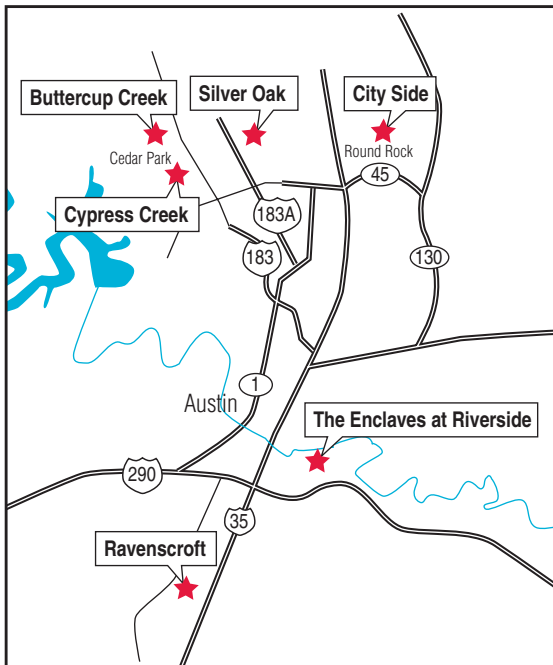 Buttercup Creek
Silver Oak
City Side
Cedar Park
Round Rock
45
Cypress Creek
183A
183
130
1
Austin
The Enclaves at Riverside
290
35
Ravenscroft